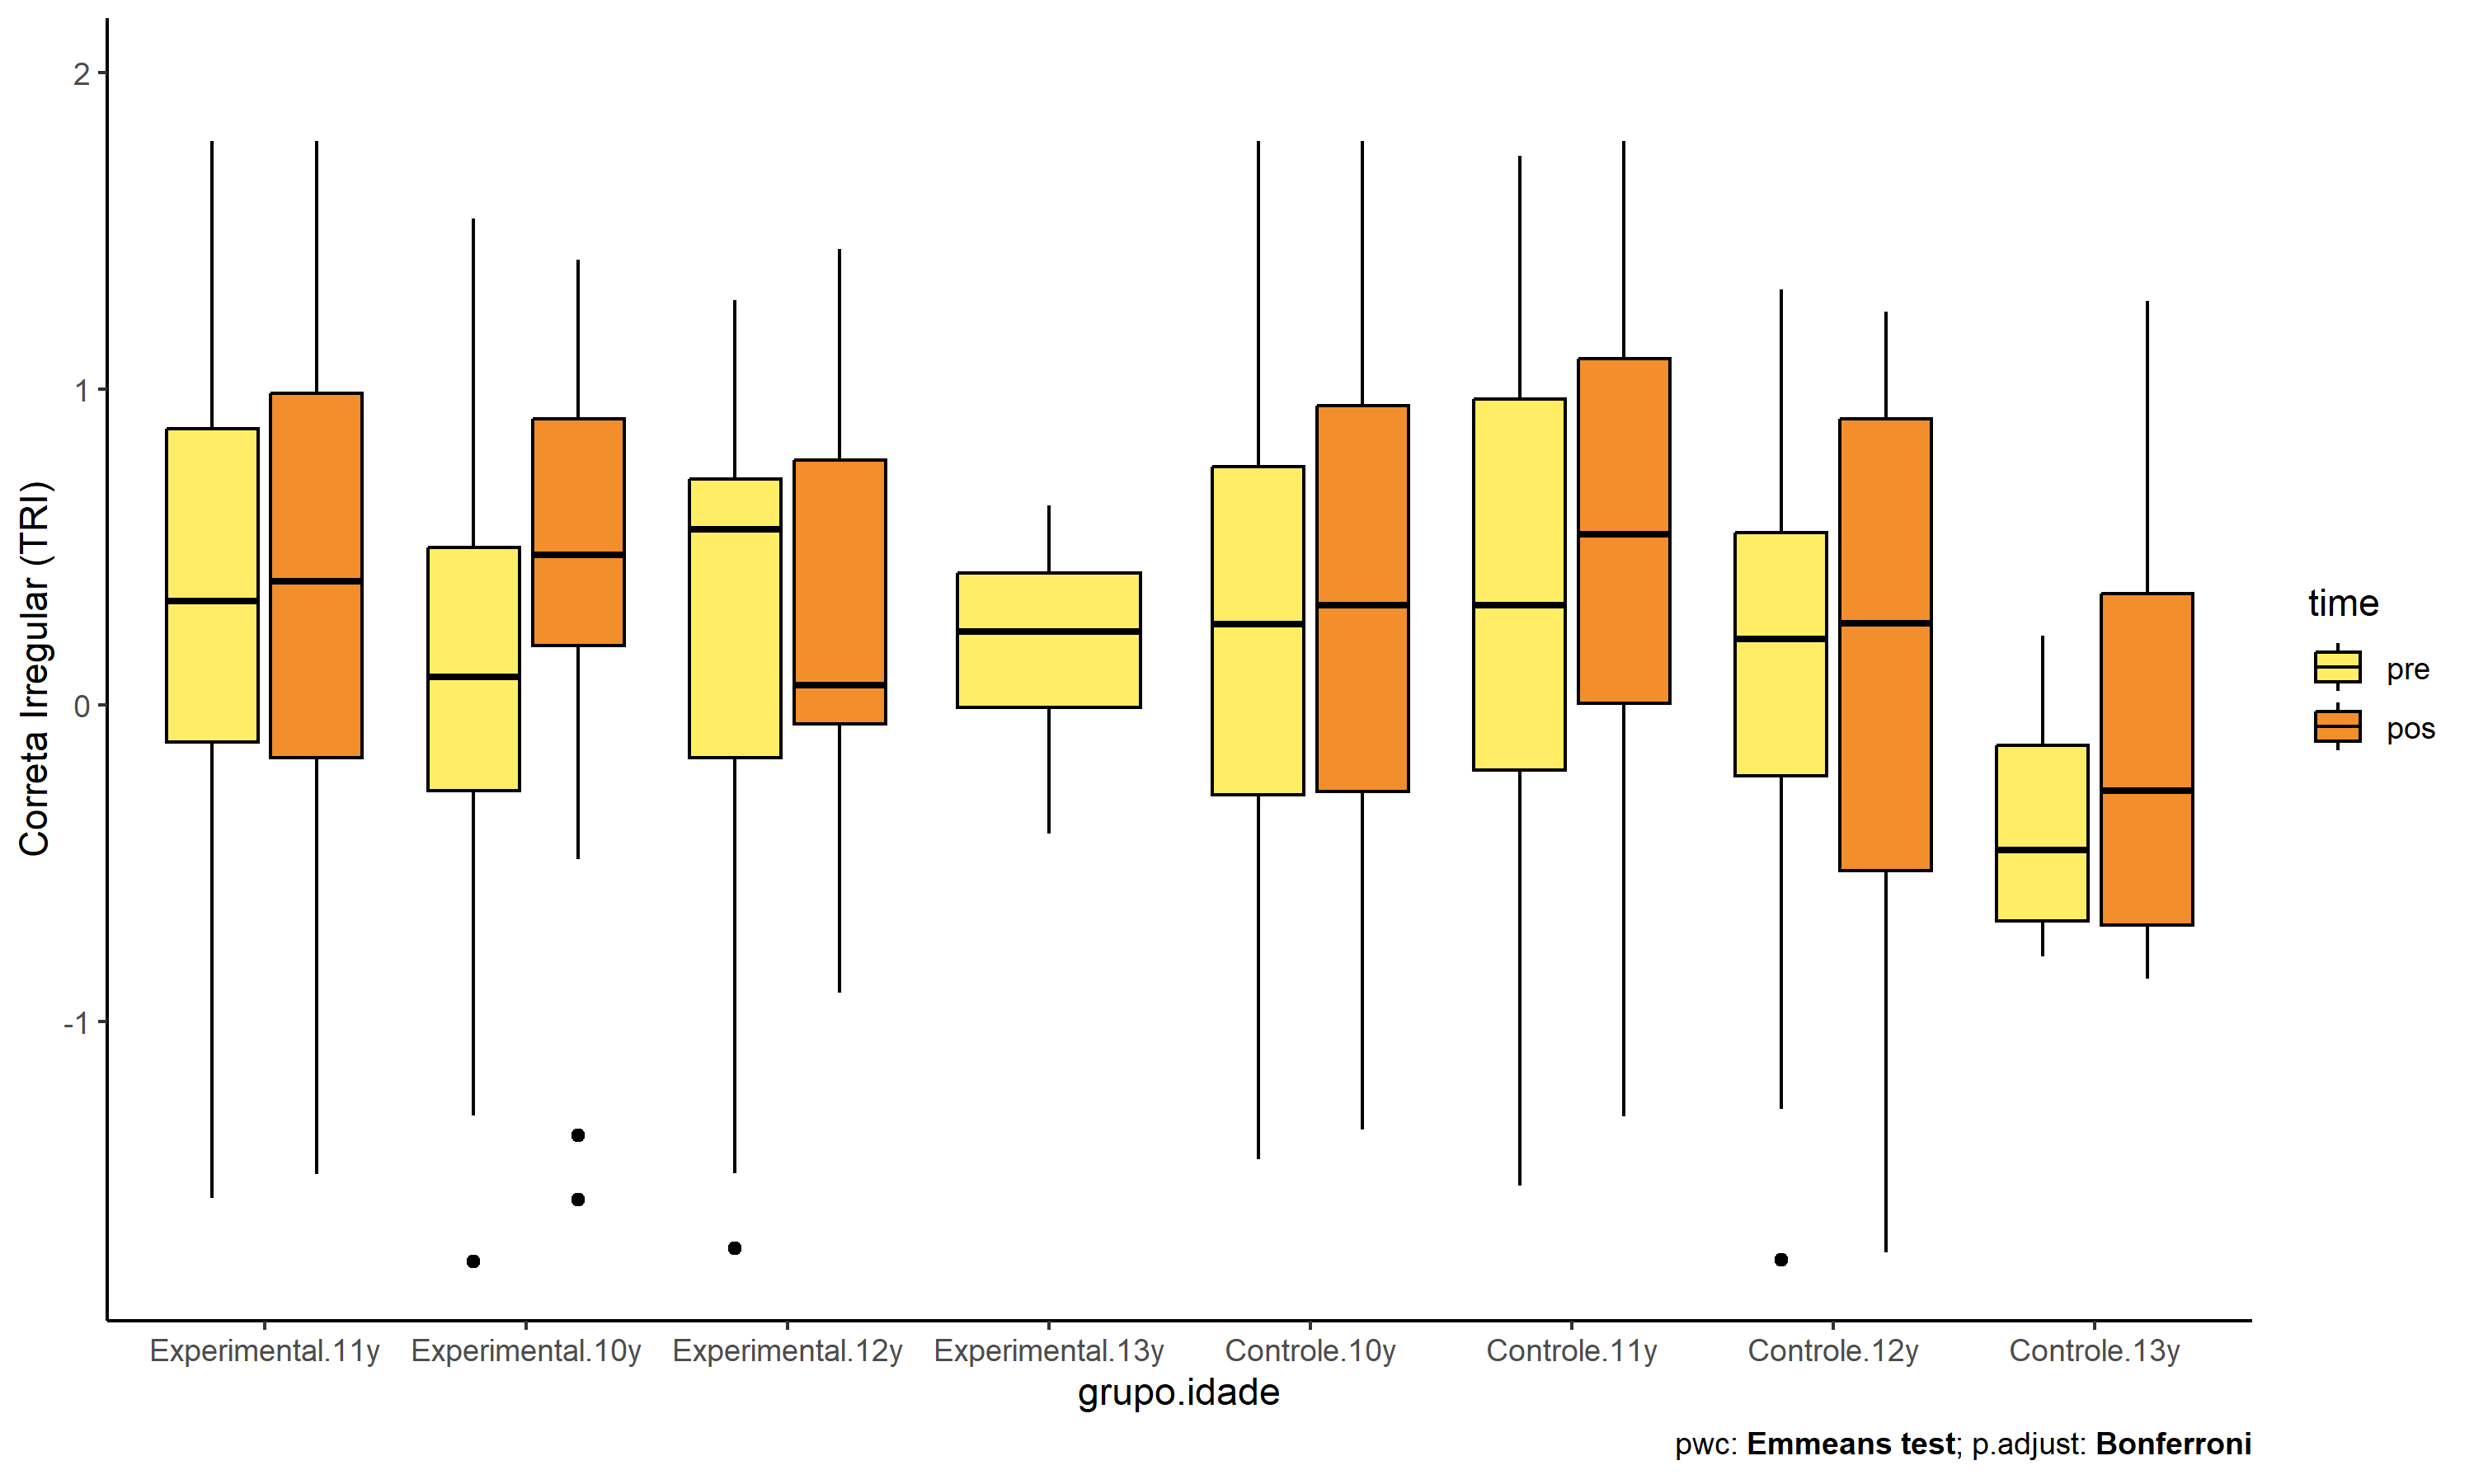 Correta Irregular (TRI)
2
1
0
-1
Experimental.11y Experimental.10y Experimental.12y Experimental.13y Controle.10y Controle.11y Controle.12y Controle.13y
grupo.idade
time
pre
pos
pwc: Emmeans test; p.adjust: Bonferroni